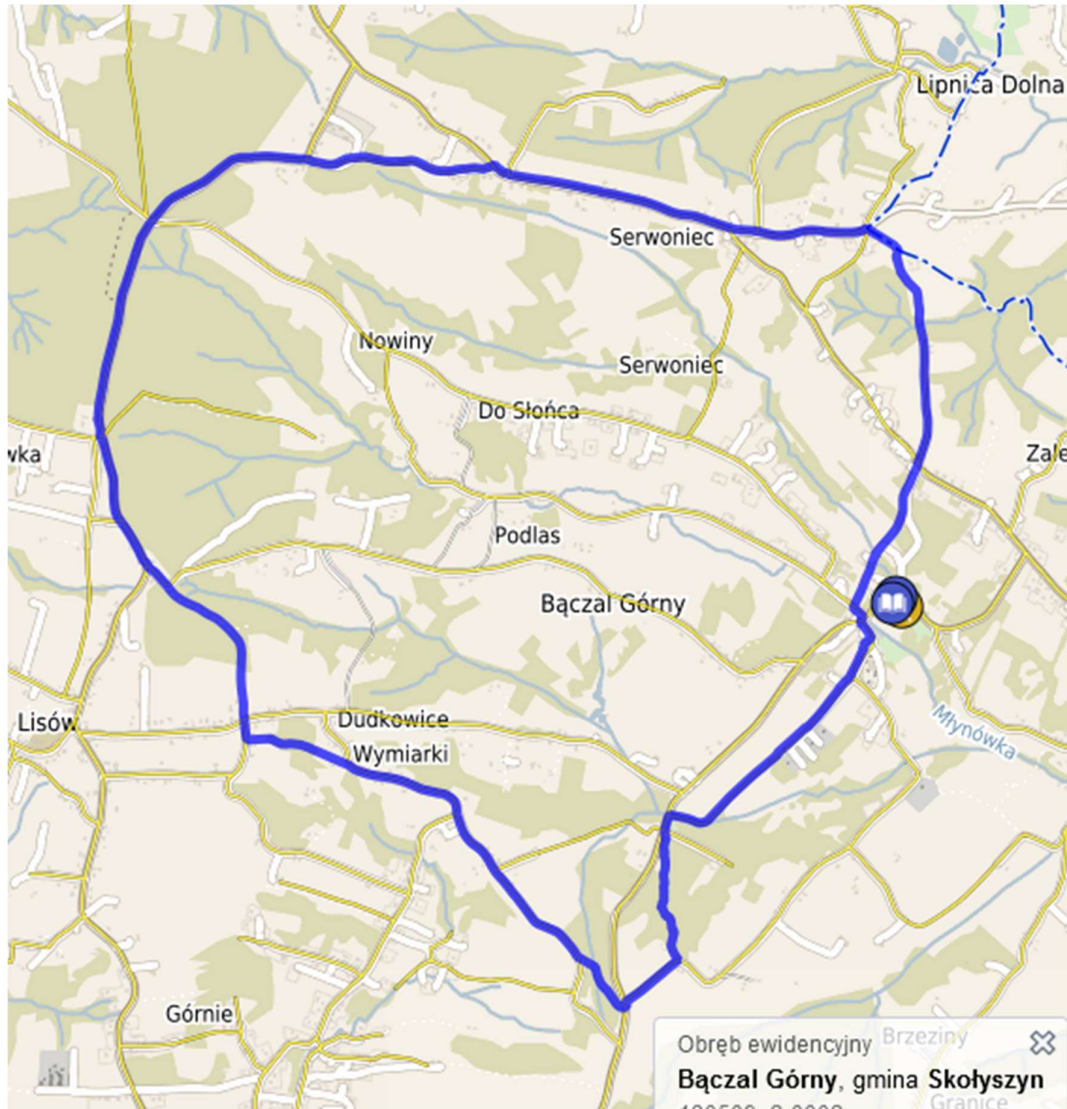 Lipnica Dolna
Serwoniec
Nowiny
Serwoniec
Do Słońca
wka
Zale
Podlas
Bączal Górny
Lisów
Dudkowice
Młynówka
Wymiarki
Górnie
Obręb ewidencyjny
Brzeziny
Bączal Górny, gmina Skołyszyn
Granice